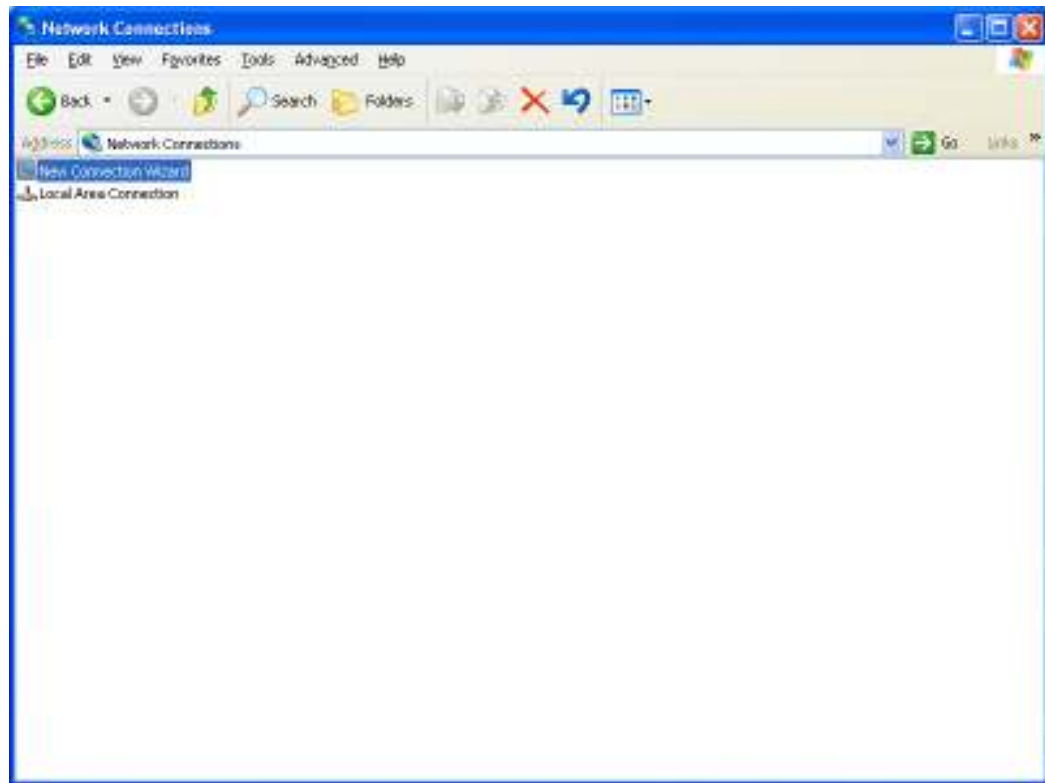 Network Connections
File Edit View Favorites Tools Advanced Help
Back Search Folders
Address Network Connections Go Links »
New Connection Wizard
Local Area Connection